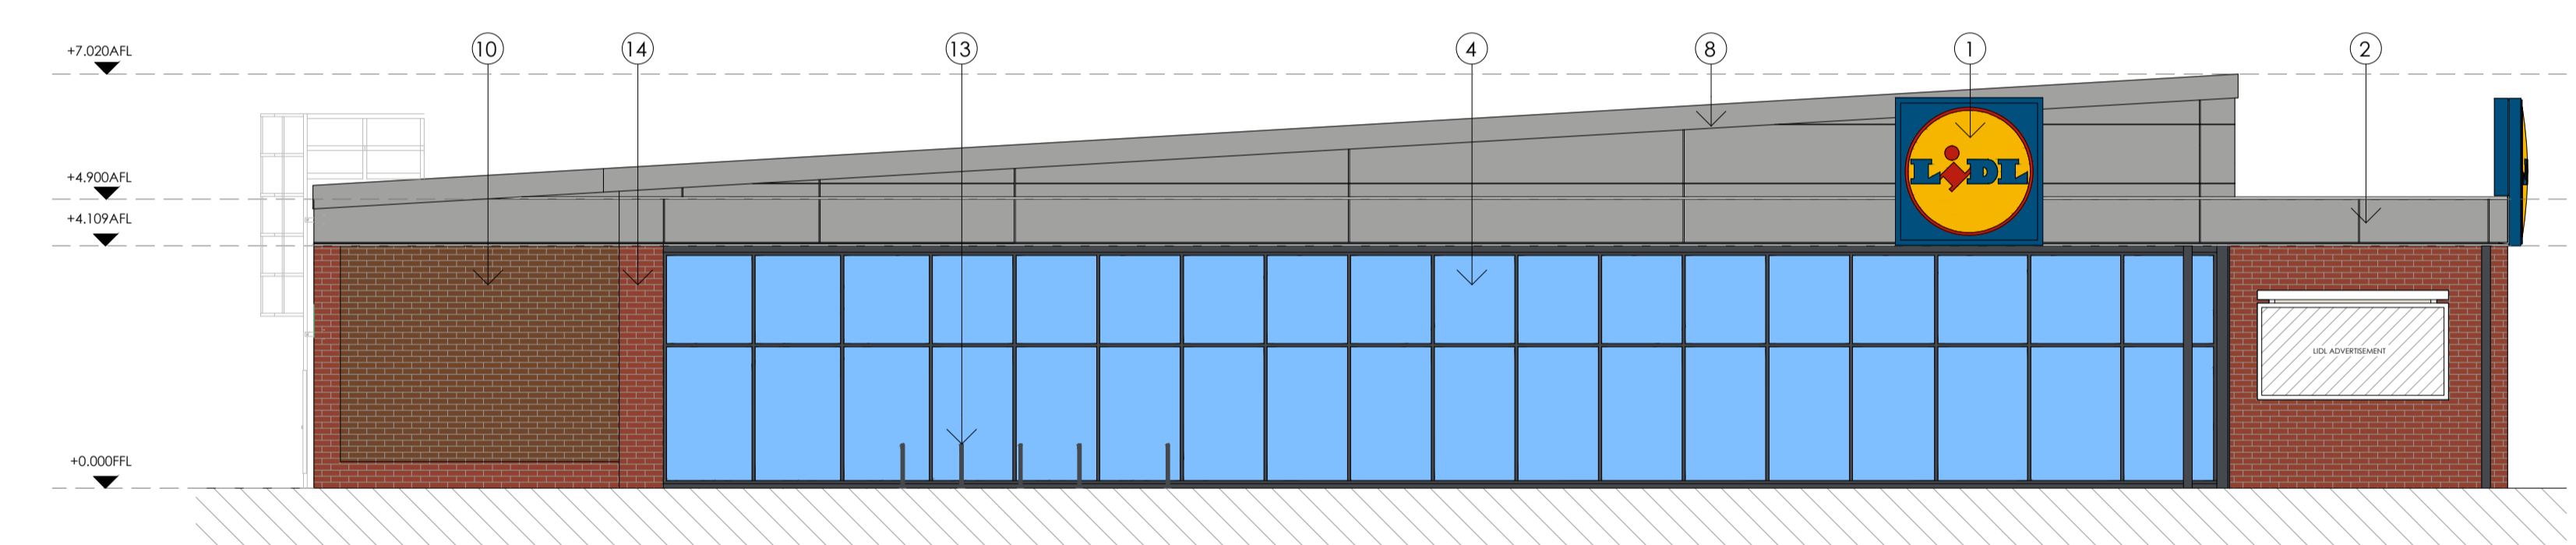 +7.020AFL
10
14
13
4
8
1
2
+4.900AFL
LIDL
+4.109AFL
LIDL ADVERTISEMENT
+0.000FFL